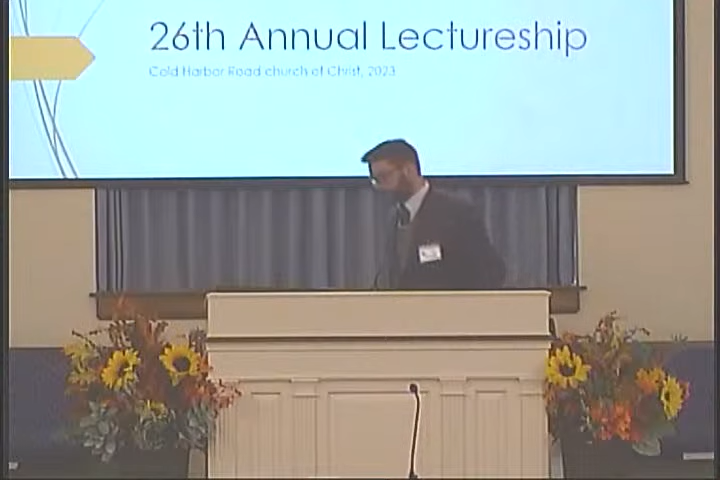 26th Annual Lectureship
Cold Harbor Road church of Christ, 2023